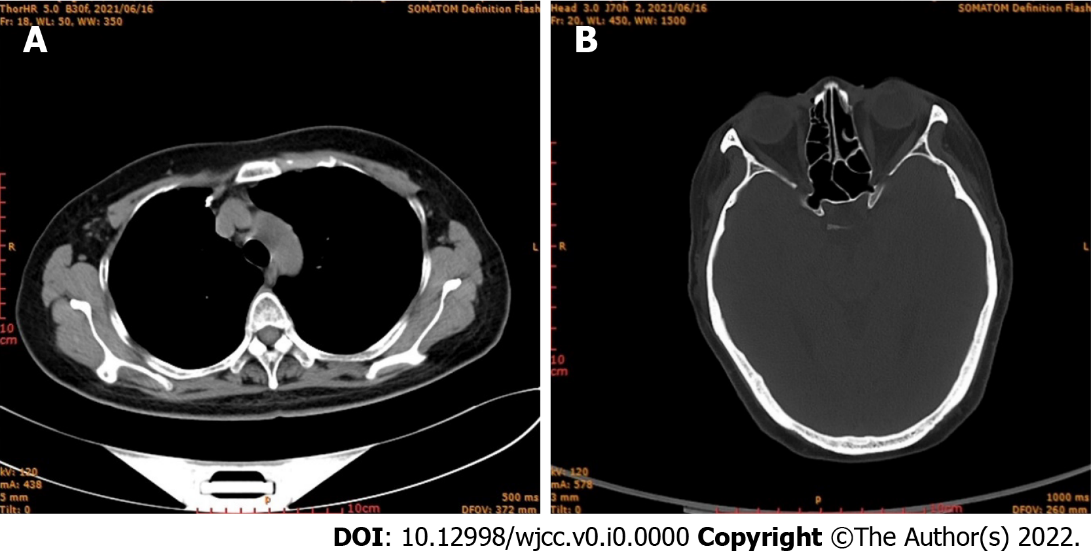 ThorHR 5.0 B30f, 2021/06/16
Fr: 18, WL: 50, WW: 350
SOMATOM Definition Flash
A
R
L
10
cm
kV: 120
mA: 438
5 mm
Tilt: 0
P
10cm
500 ms
DFOV: 372 mm
Head 3.0 J70h 2, 2021/06/16
Fr: 20, WL: 450, WW: 1500
SOMATOM Definition Flash
B
R
L
10
cm
kV: 120
mA: 578
3 mm
Tilt: 0
P
1000 ms
DFOV: 260 mm
DOI: 10.12998/wjcc.v0.i0.0000 Copyright ©The Author(s) 2022.